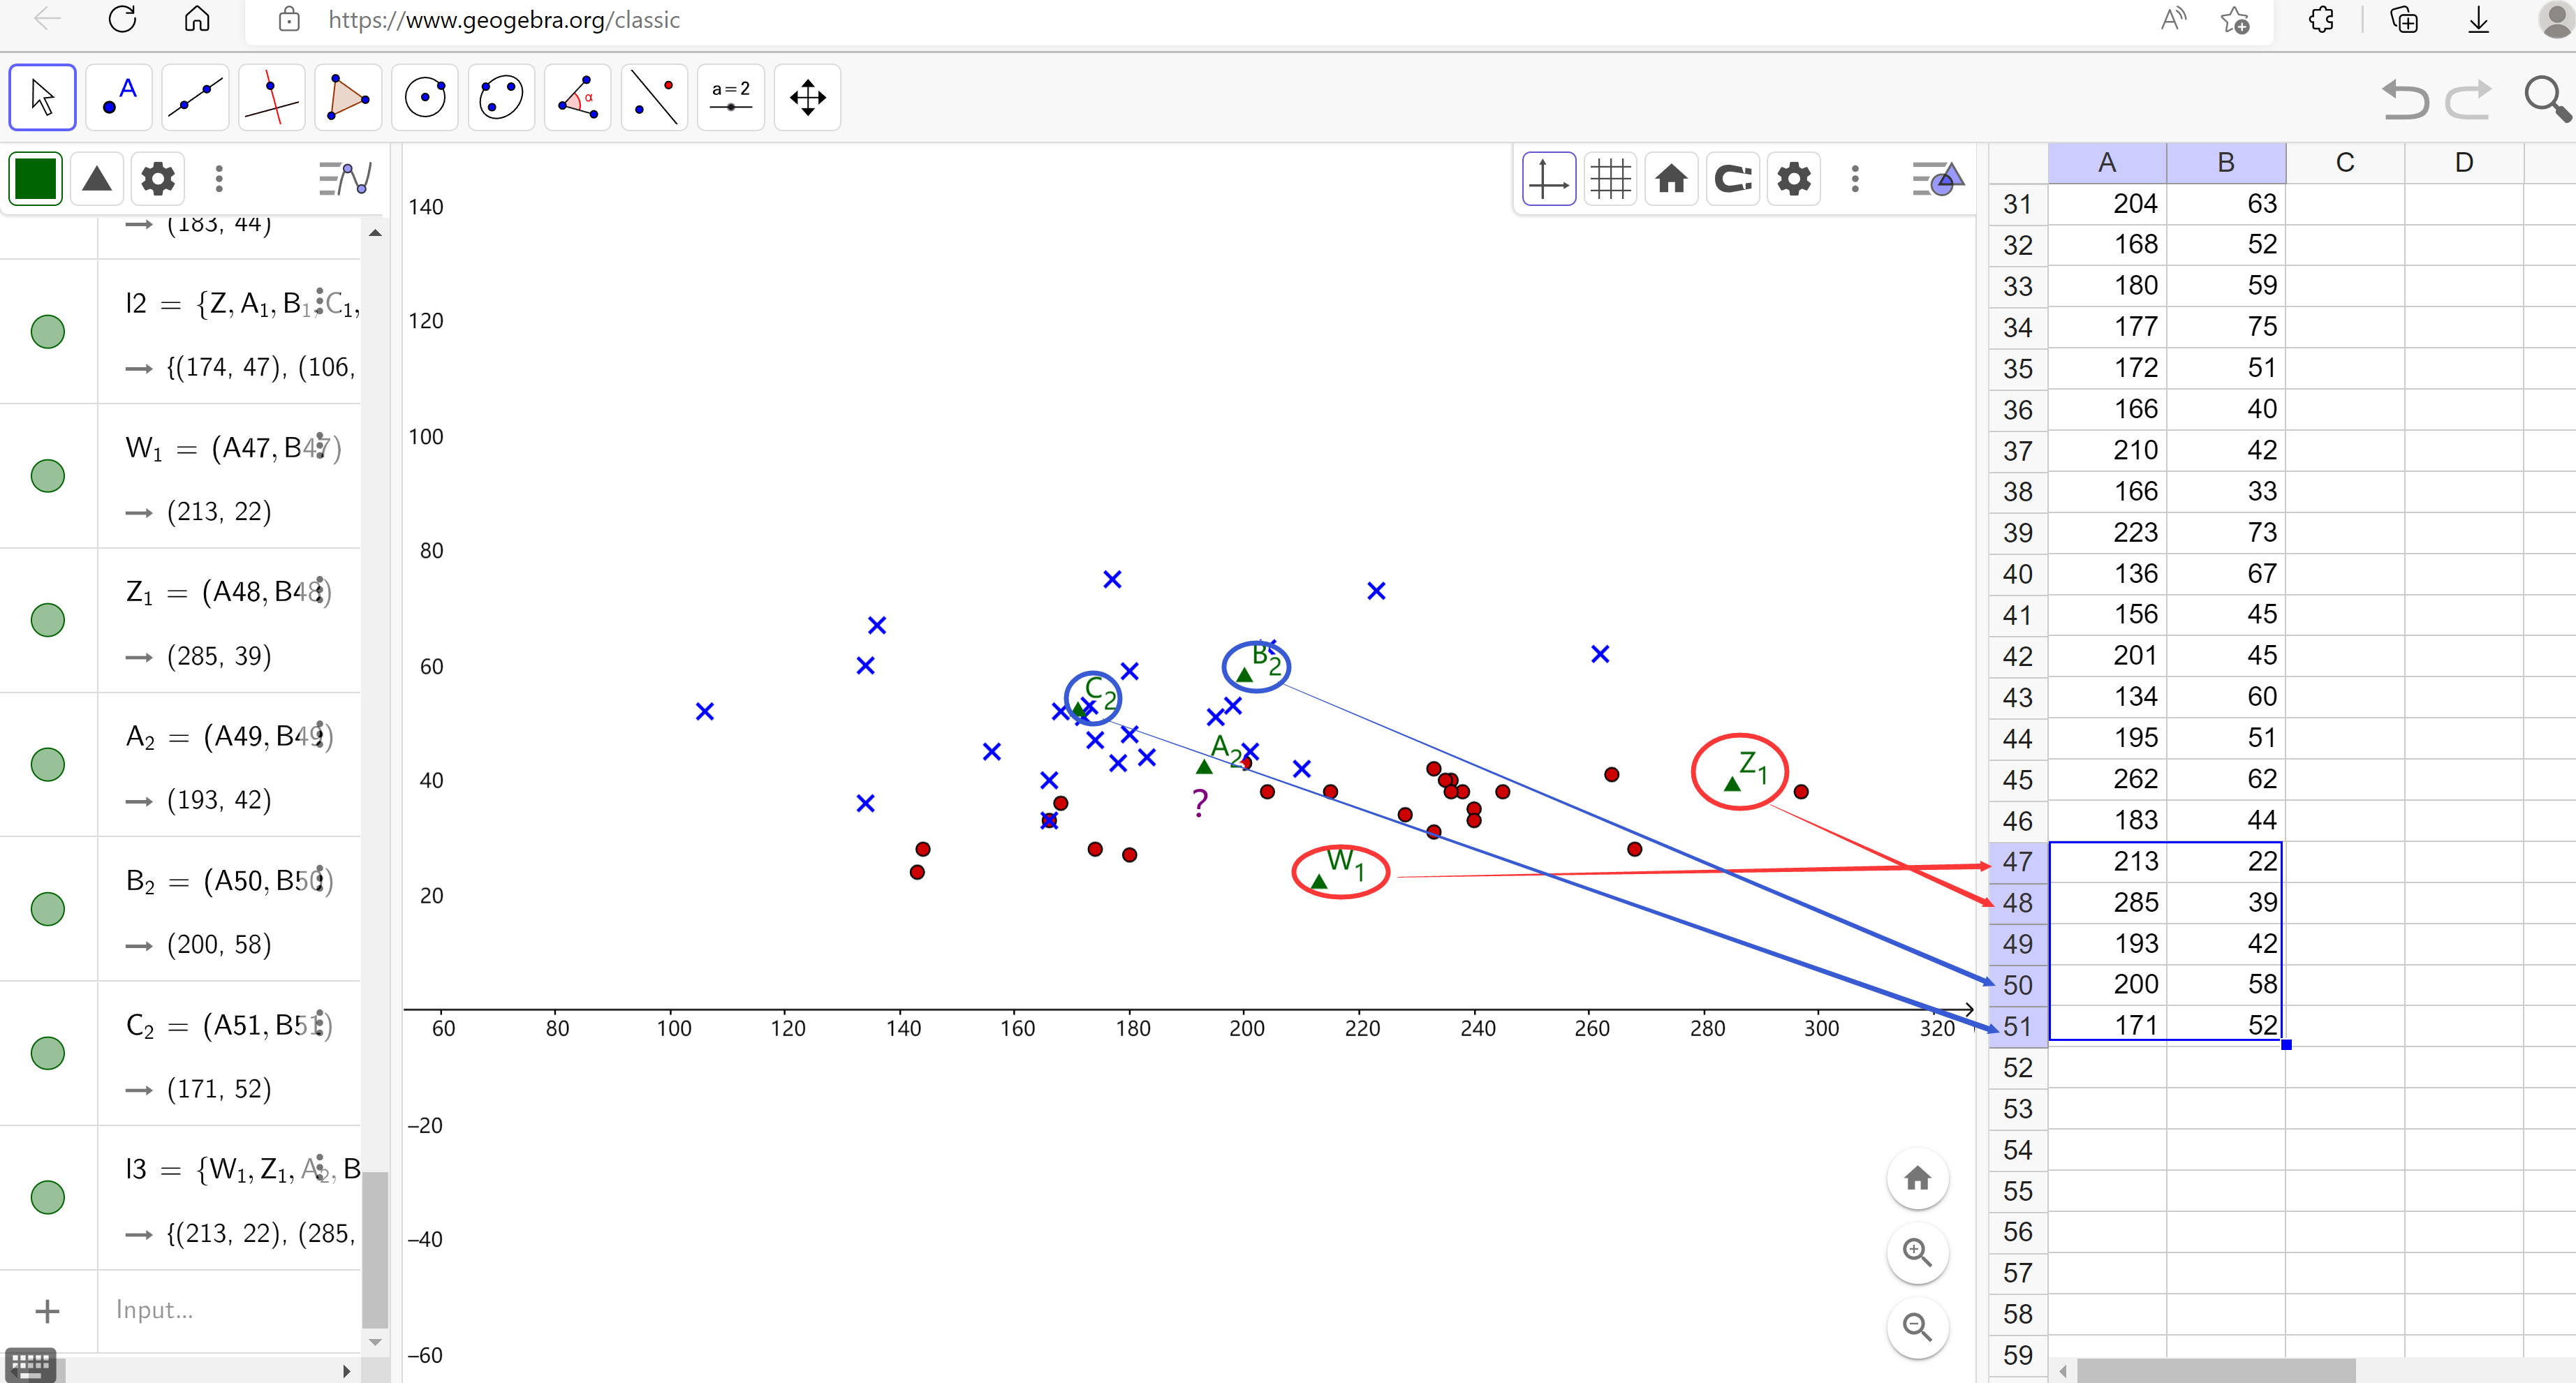 https://www.geogebra.org/classic
A
α
a = 2
→ (183, 44)
l2 = {Z, A₁, B₁, C₁,
→ {(174, 47), (106,
W₁ = (A47, B47)
→ (213, 22)
Z₁ = (A48, B48)
→ (285, 39)
A₂ = (A49, B49)
→ (193, 42)
B₂ = (A50, B50)
→ (200, 58)
C₂ = (A51, B51)
→ (171, 52)
l3 = {W₁, Z₁, A₂, B
→ {(213, 22), (285,
+ Input...
140
120
100
80
60
40
20
–20
–40
–60
60 80 100 120 140 160 180 200 220 240 260 280 300 320
B₂
C₂
A₂
Z₁
?
W₁
A B C D
31 204 63
32 168 52
33 180 59
34 177 75
35 172 51
36 166 40
37 210 42
38 166 33
39 223 73
40 136 67
41 156 45
42 201 45
43 134 60
44 195 51
45 262 62
46 183 44
47 213 22
48 285 39
49 193 42
50 200 58
51 171 52
52
53
54
55
56
57
58
59